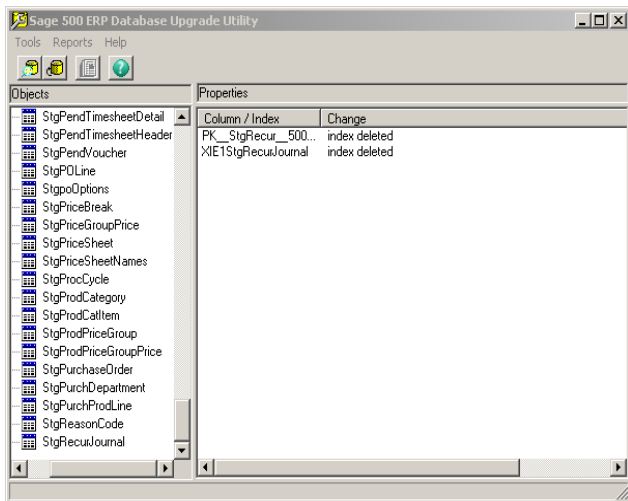 Sage 500 ERP Database Upgrade Utility
Tools Reports Help
Objects
StgPendTimesheetDetail
StgPendTimesheetHeader
StgPendVoucher
StgPOLine
StgpoOptions
StgPriceBreak
StgPriceGroupPrice
StgPriceSheet
StgPriceSheetNames
StgProcCycle
StgProdCategory
StgProdCatItem
StgProdPriceGroup
StgProdPriceGroupPrice
StgPurchaseOrder
StgPurchDepartment
StgPurchProdLine
StgReasonCode
StgRecurJournal
Properties
Column / Index Change
PK__StgRecur__500... index deleted
XIE1StgRecurJournal index deleted